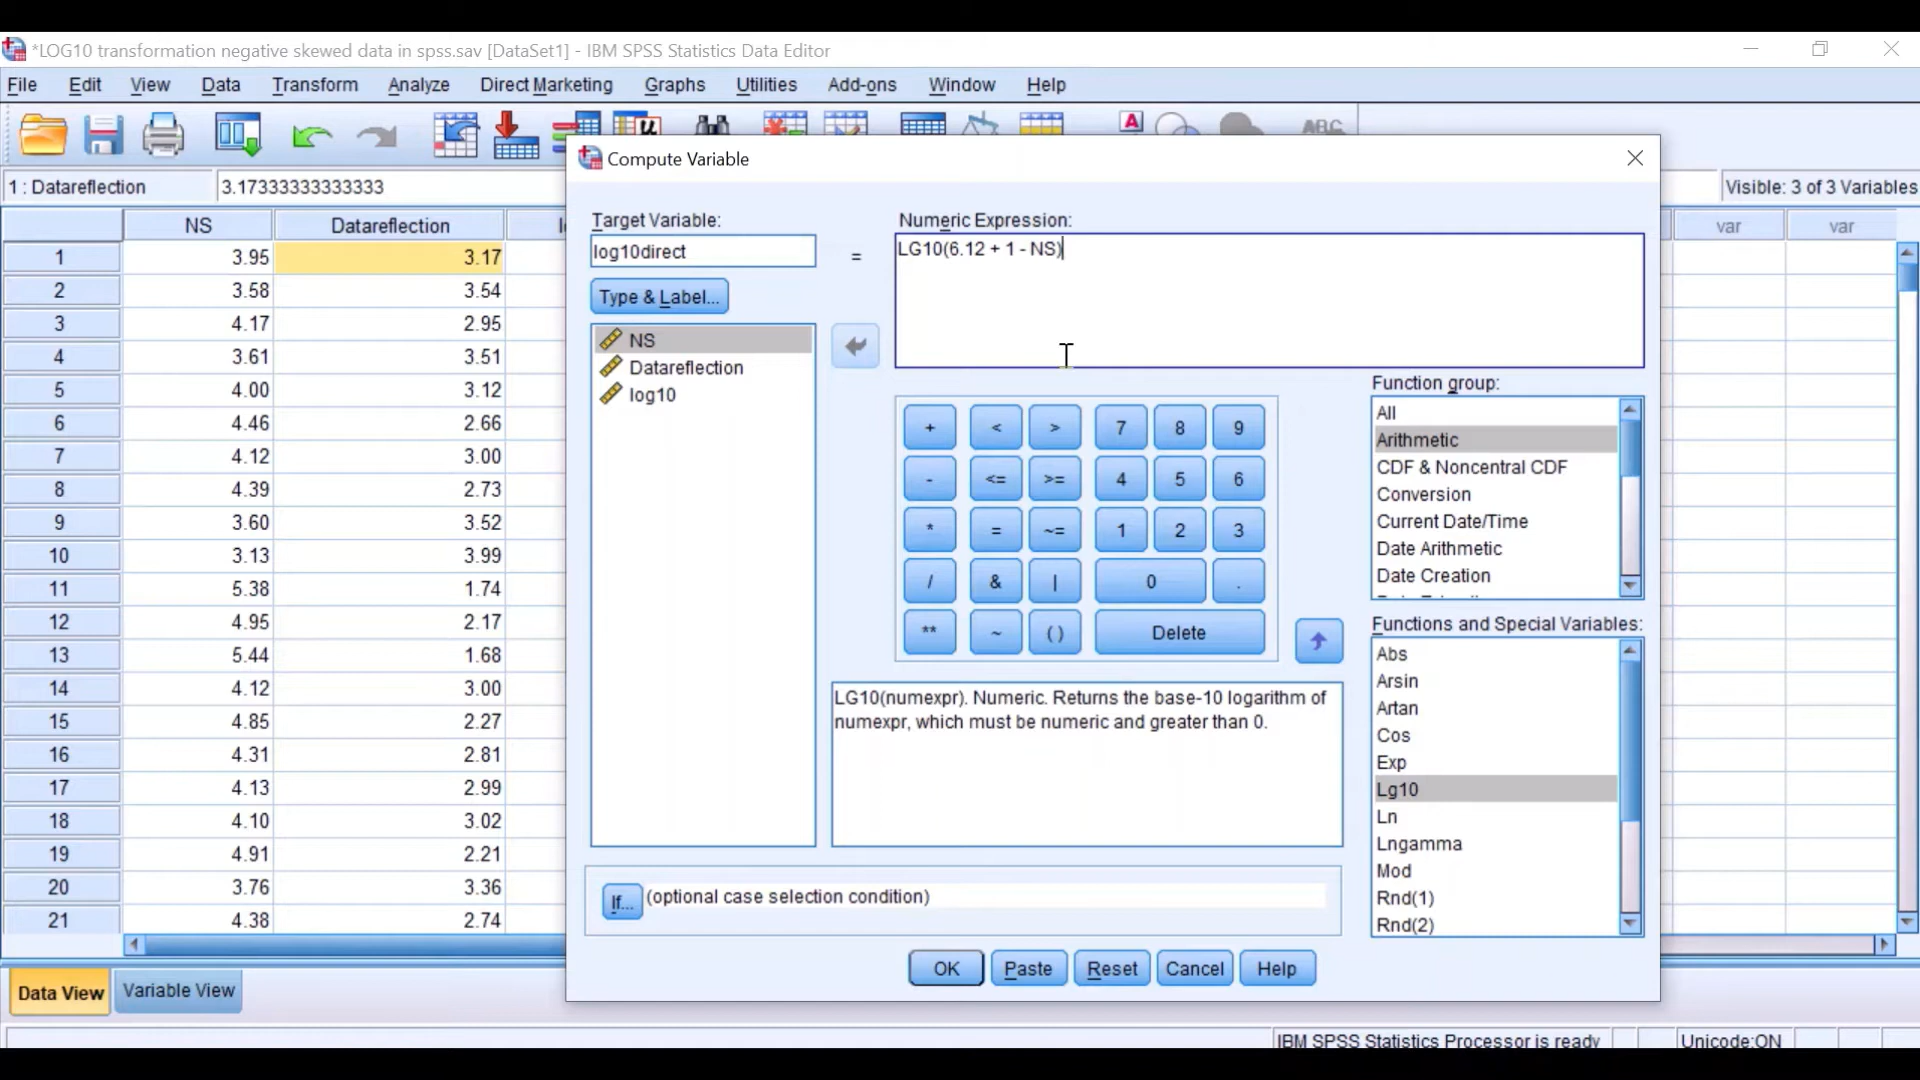 *LOG10 transformation negative skewed data in spss.sav [DataSet1] - IBM SPSS Statistics Data Editor
File Edit View Data Transform Analyze Direct Marketing Graphs Utilities Add-ons Window Help
A ABC
Compute Variable
1 : Datareflection 3.17333333333333 Visible: 3 of 3 Variables
NS Datareflection var var
1 3.95 3.17
2 3.58 3.54
3 4.17 2.95
4 3.61 3.51
5 4.00 3.12
6 4.46 2.66
7 4.12 3.00
8 4.39 2.73
9 3.60 3.52
10 3.13 3.99
11 5.38 1.74
12 4.95 2.17
13 5.44 1.68
14 4.12 3.00
15 4.85 2.27
16 4.31 2.81
17 4.13 2.99
18 4.10 3.02
19 4.91 2.21
20 3.76 3.36
21 4.38 2.74
Target Variable:
log10direct
=
Numeric Expression:
LG10(6.12 + 1 - NS)
Type & Label...
NS
Datareflection
log10
+ < > 7 8 9
- <= >= 4 5 6
* = ~= 1 2 3
/ & | 0 .
** ~ ( ) Delete
Function group:
All
Arithmetic
CDF & Noncentral CDF
Conversion
Current Date/Time
Date Arithmetic
Date Creation
Functions and Special Variables:
Abs
Arsin
Artan
Cos
Exp
Lg10
Ln
Lngamma
Mod
Rnd(1)
Rnd(2)
LG10(numexpr). Numeric. Returns the base-10 logarithm of
numexpr, which must be numeric and greater than 0.
If... (optional case selection condition)
OK Paste Reset Cancel Help
Data View Variable View
IBM SPSS Statistics Processor is ready Unicode:ON